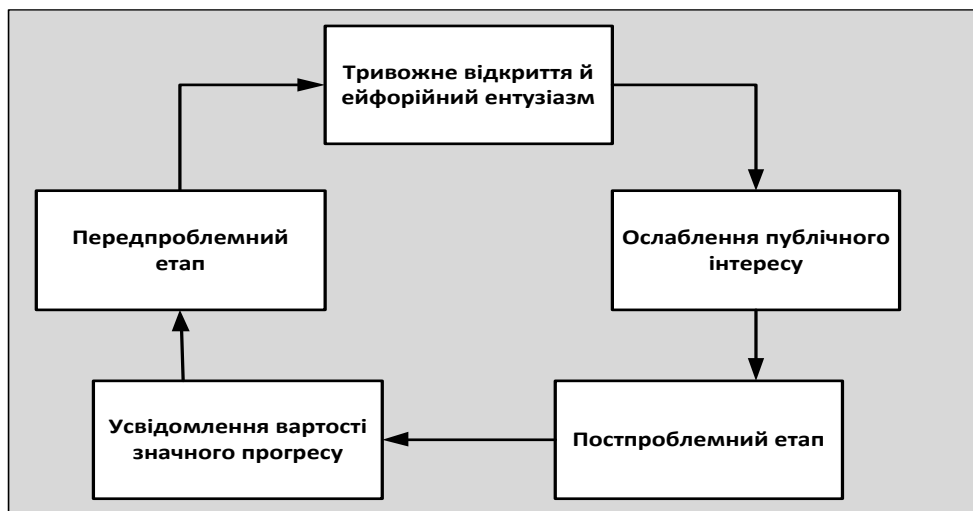 Тривожне відкриття й
ейфорійний ентузіазм
Передпроблемний
етап
Ослаблення публічного
інтересу
Усвідомлення вартості
значного прогресу
Постпроблемний етап